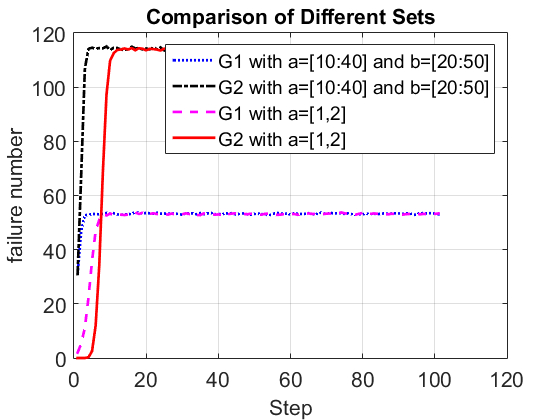 Comparison of Different Sets
120
100
80
60
40
20
0
failure number
G1 with a=[10:40] and b=[20:50]
G2 with a=[10:40] and b=[20:50]
G1 with a=[1,2]
G2 with a=[1,2]
0 20 40 60 80 100 120
Step